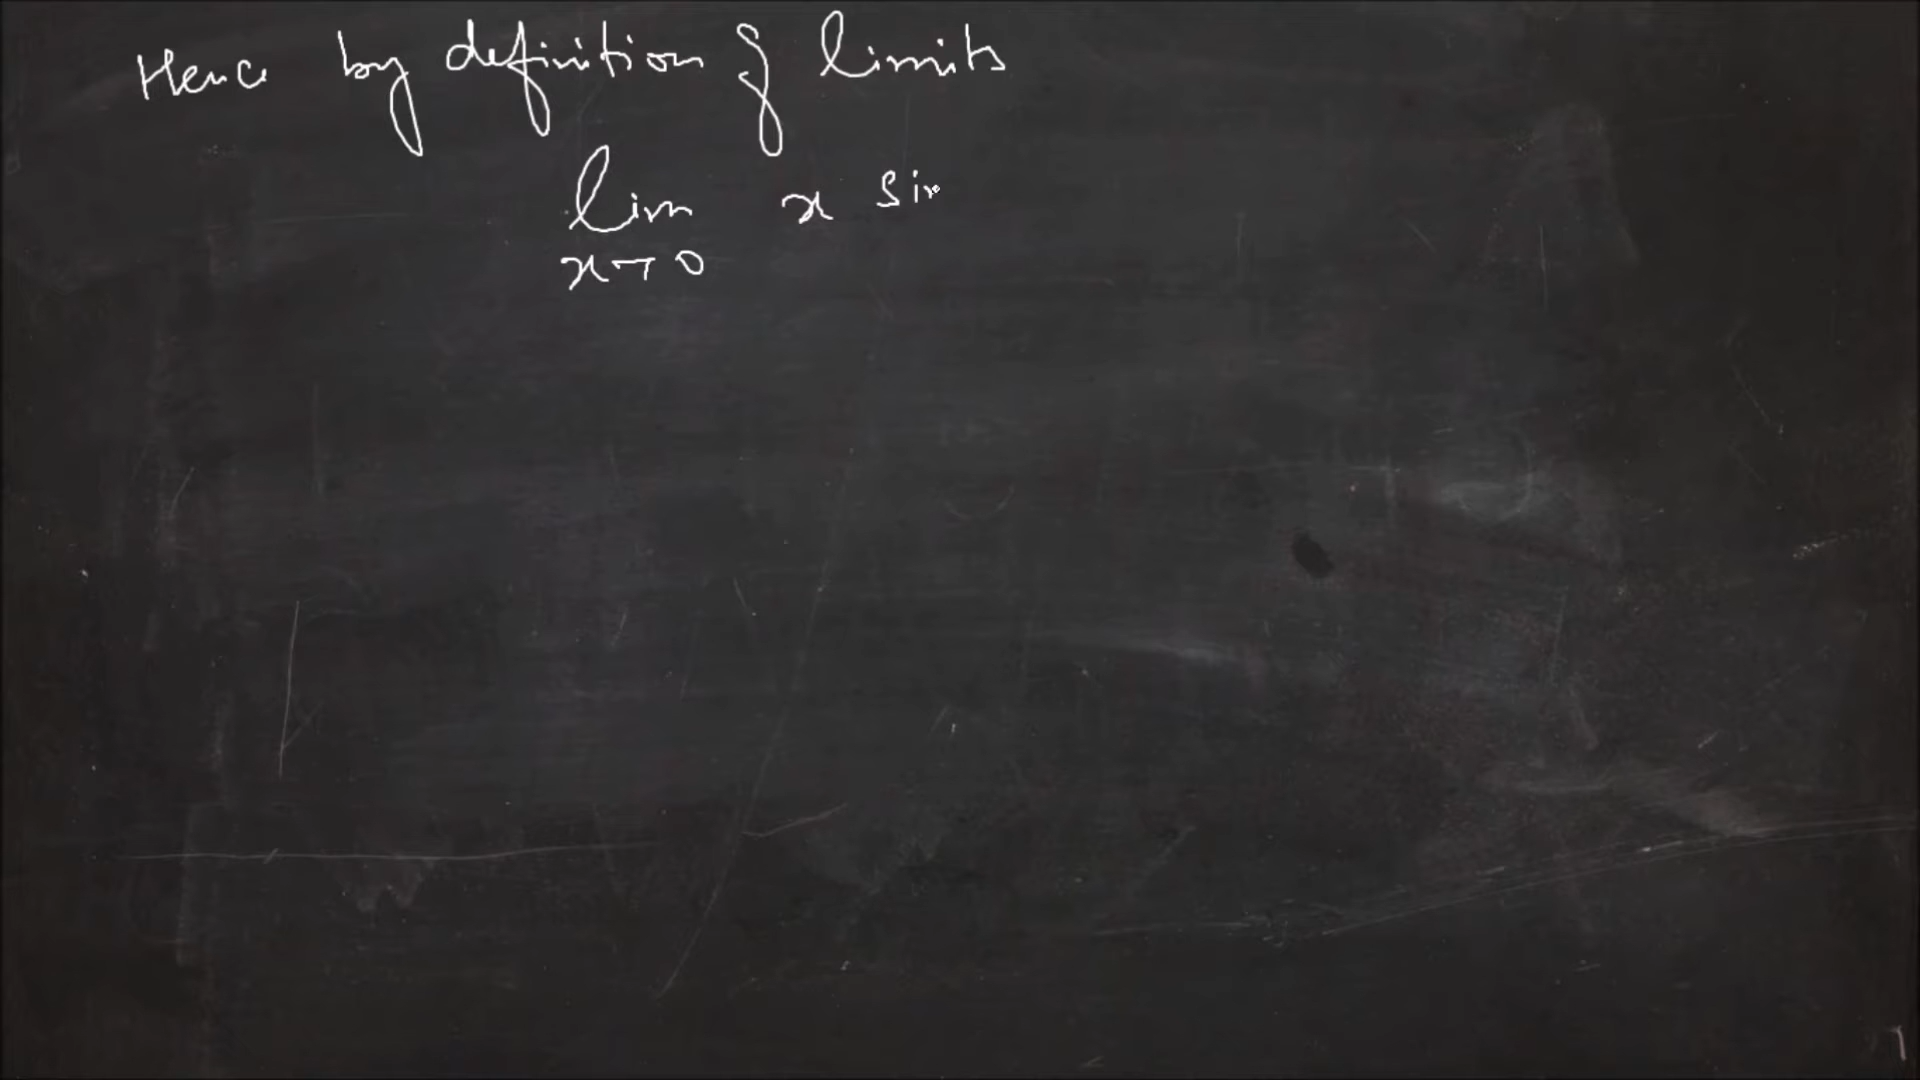 Hence by definition of limits
lim x sin
x→0